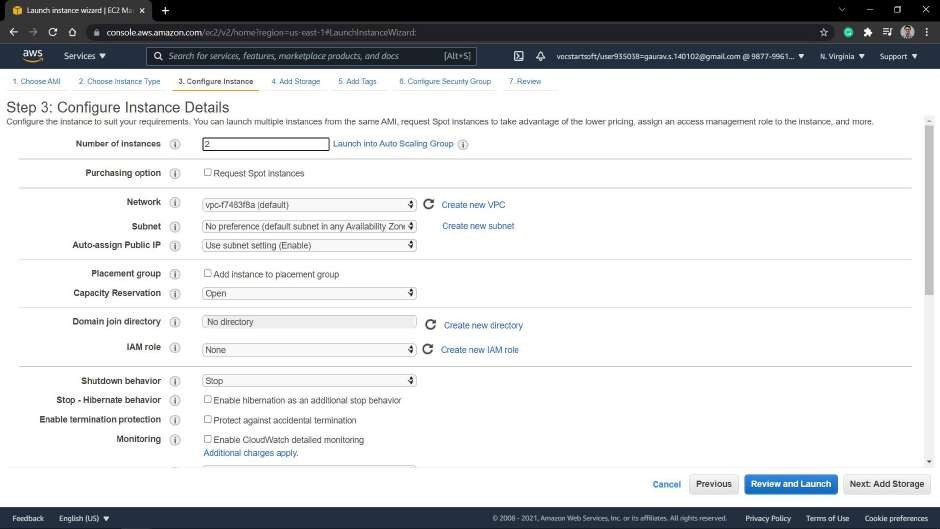 Launch instance wizard | EC2 Ma
console.aws.amazon.com/ec2/v2/home?region=us-east-1#LaunchInstanceWizard:
aws Services Search for services, features, marketplace products, and docs [Alt+S] vocstartsoft/user935038=gaurav.s.140102@gmail.com @ 9877-9961... N. Virginia Support
1. Choose AMI 2. Choose Instance Type 3. Configure Instance 4. Add Storage 5. Add Tags 6. Configure Security Group 7. Review
Step 3: Configure Instance Details
Configure the instance to suit your requirements. You can launch multiple instances from the same AMI, request Spot instances to take advantage of the lower pricing, assign an access management role to the instance, and more.
Number of instances 2 Launch into Auto Scaling Group
Purchasing option Request Spot instances
Network vpc-f7483f8a (default) Create new VPC
Subnet No preference (default subnet in any Availability Zone Create new subnet
Auto-assign Public IP Use subnet setting (Enable)
Placement group Add instance to placement group
Capacity Reservation Open
Domain join directory No directory Create new directory
IAM role None Create new IAM role
Shutdown behavior Stop
Stop - Hibernate behavior Enable hibernation as an additional stop behavior
Enable termination protection Protect against accidental termination
Monitoring Enable CloudWatch detailed monitoring
Additional charges apply.
Cancel Previous Review and Launch Next: Add Storage
Feedback English (US) © 2008 - 2021, Amazon Web Services, Inc. or its affiliates. All rights reserved. Privacy Policy Terms of Use Cookie preferences